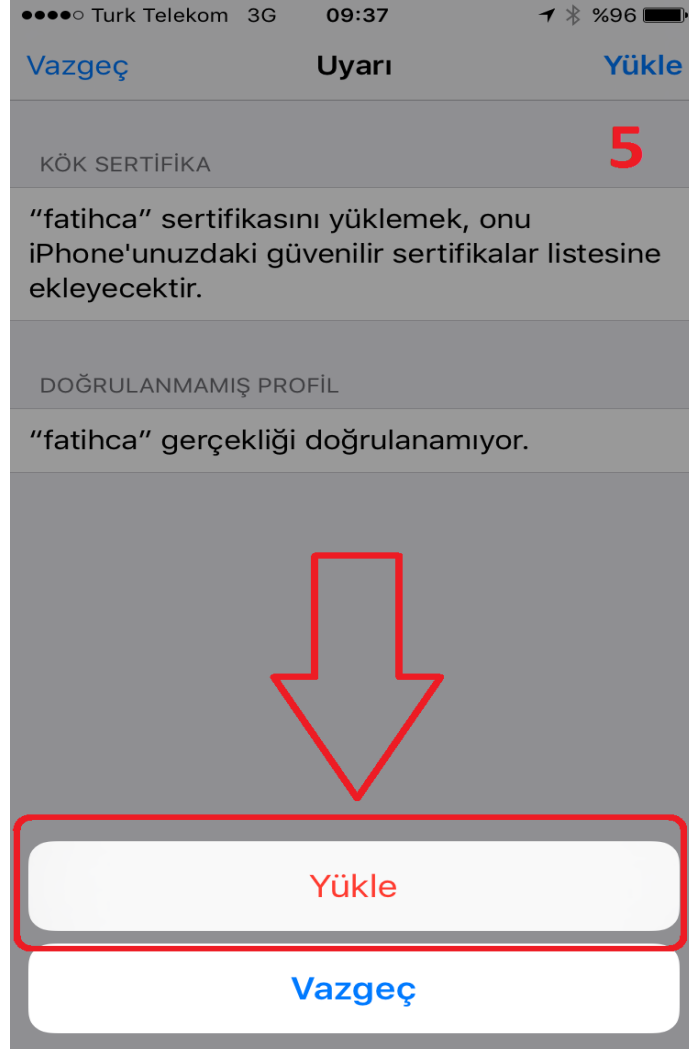 Turk Telekom 3G 09:37 %96
Vazgeç Uyarı Yükle
5
KÖK SERTİFİKA
“fatihca” sertifikasını yüklemek, onu
iPhone'unuzdaki güvenilir sertifikalar listesine
ekleyecektir.
DOĞRULANMAMIŞ PROFİL
“fatihca” gerçekliği doğrulanamıyor.
Yükle
Vazgeç